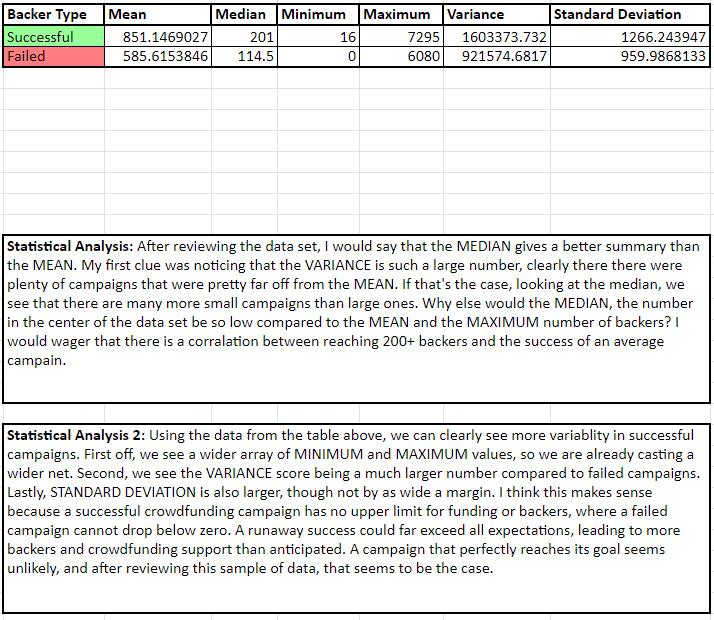 Backer Type Mean Median Minimum Maximum Variance Standard Deviation
Successful 851.1469027 201 16 7295 1603373.732 1266.243947
Failed 585.6153846 114.5 0 6080 921574.6817 959.9868133
Statistical Analysis: After reviewing the data set, I would say that the MEDIAN gives a better summary than
the MEAN. My first clue was noticing that the VARIANCE is such a large number, clearly there there were
plenty of campaigns that were pretty far off from the MEAN. If that's the case, looking at the median, we
see that there are many more small campaigns than large ones. Why else would the MEDIAN, the number
in the center of the data set be so low compared to the MEAN and the MAXIMUM number of backers? I
would wager that there is a corralation between reaching 200+ backers and the success of an average
campain.
Statistical Analysis 2: Using the data from the table above, we can clearly see more variablity in successful
campaigns. First off, we see a wider array of MINIMUM and MAXIMUM values, so we are already casting a
wider net. Second, we see the VARIANCE score being a much larger number compared to failed campaigns.
Lastly, STANDARD DEVIATION is also larger, though not by as wide a margin. I think this makes sense
because a successful crowdfunding campaign has no upper limit for funding or backers, where a failed
campaign cannot drop below zero. A runaway success could far exceed all expectations, leading to more
backers and crowdfunding support than anticipated. A campaign that perfectly reaches its goal seems
unlikely, and after reviewing this sample of data, that seems to be the case.